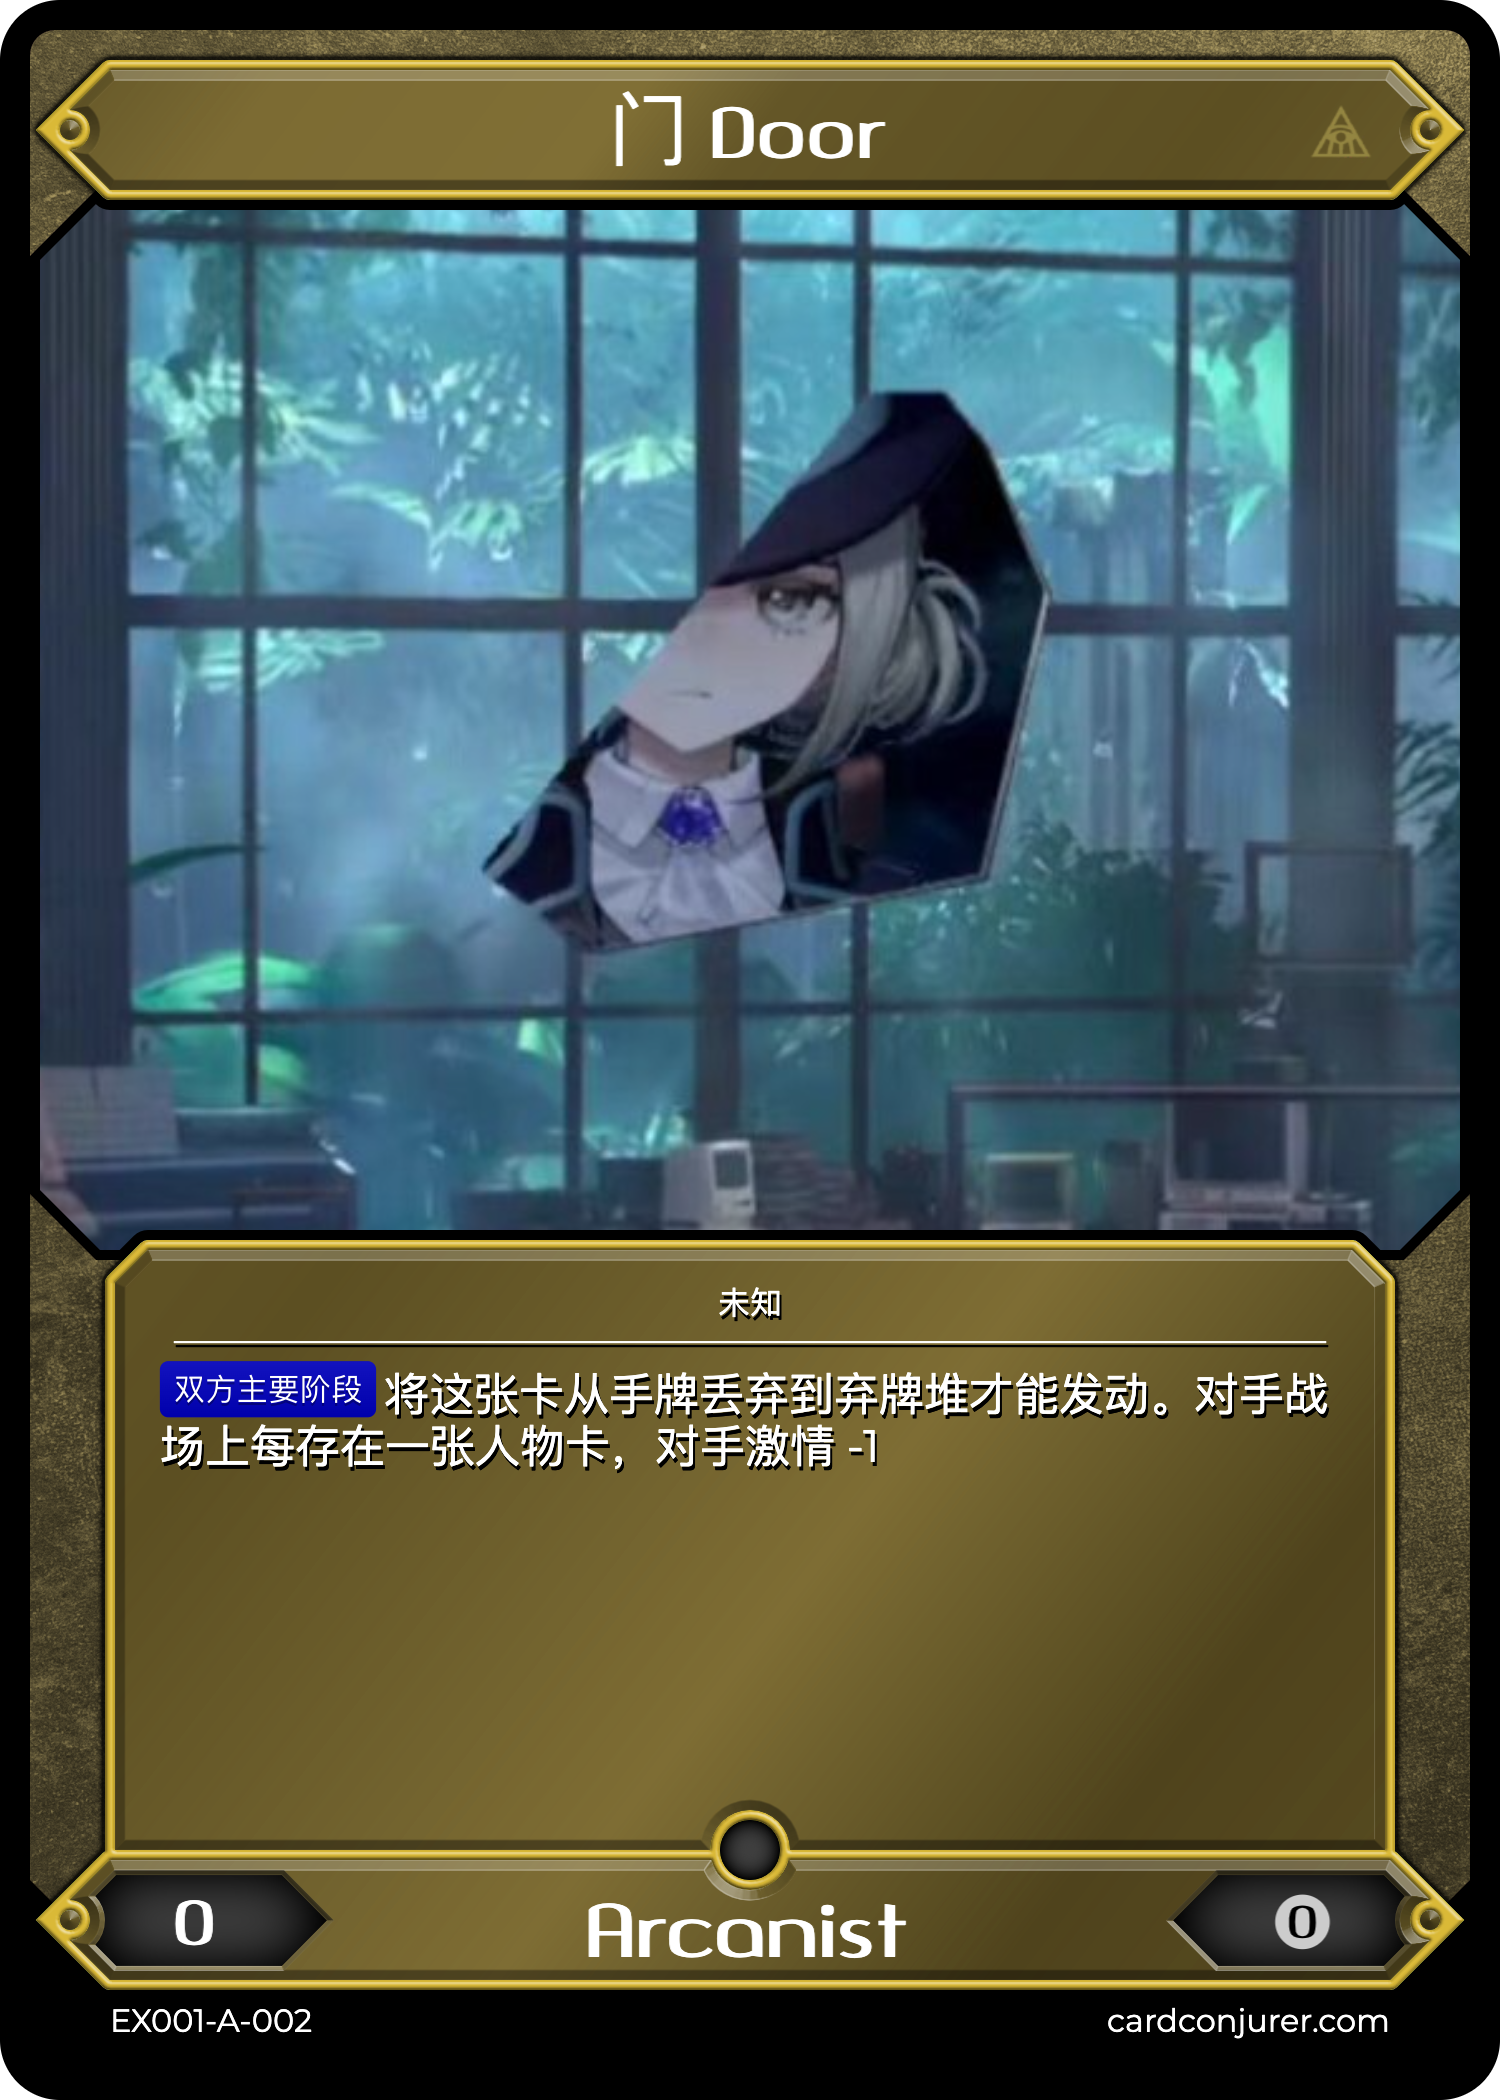 门 Door
未知
双方主要阶段 将这张卡从手牌丢弃到弃牌堆才能发动。对手战
场上每存在一张人物卡，对手激情 -1
0
Arcanist
0
EX001-A-002
cardconjurer.com